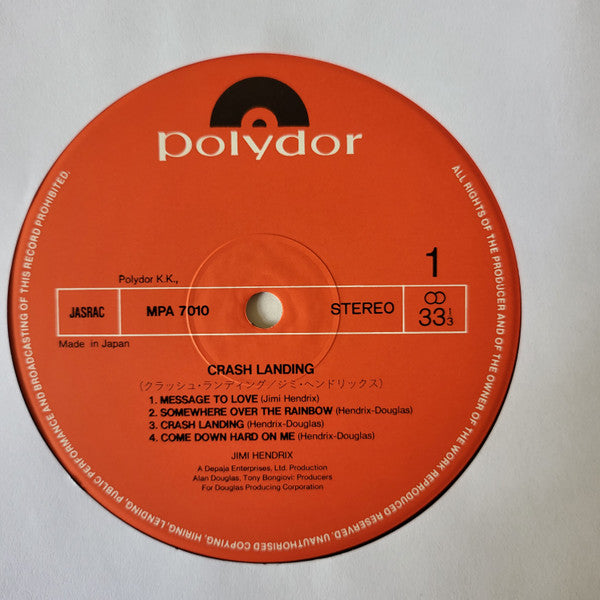 polydor
ALL RIGHTS OF THE PRODUCER AND OF THE OWNER OF THE WORK REPRODUCED RESERVED. UNAUTHORISED COPYING, HIRING, LENDING, PUBLIC PERFORMANCE AND BROADCASTING OF THIS RECORD PROHIBITED.
1
Polydor K.K.,
JASRAC MPA 7010 STEREO 33 1/3
Made in Japan
CRASH LANDING
(クラッシュ・ランディング/ジミ・ヘンドリックス)
1. MESSAGE TO LOVE (Jimi Hendrix)
2. SOMEWHERE OVER THE RAINBOW (Hendrix-Douglas)
3. CRASH LANDING (Hendrix-Douglas)
4. COME DOWN HARD ON ME (Hendrix-Douglas)
JIMI HENDRIX
A Depaja Enterprises, Ltd. Production
Alan Douglas, Tony Bongiovi: Producers
For Douglas Producing Corporation